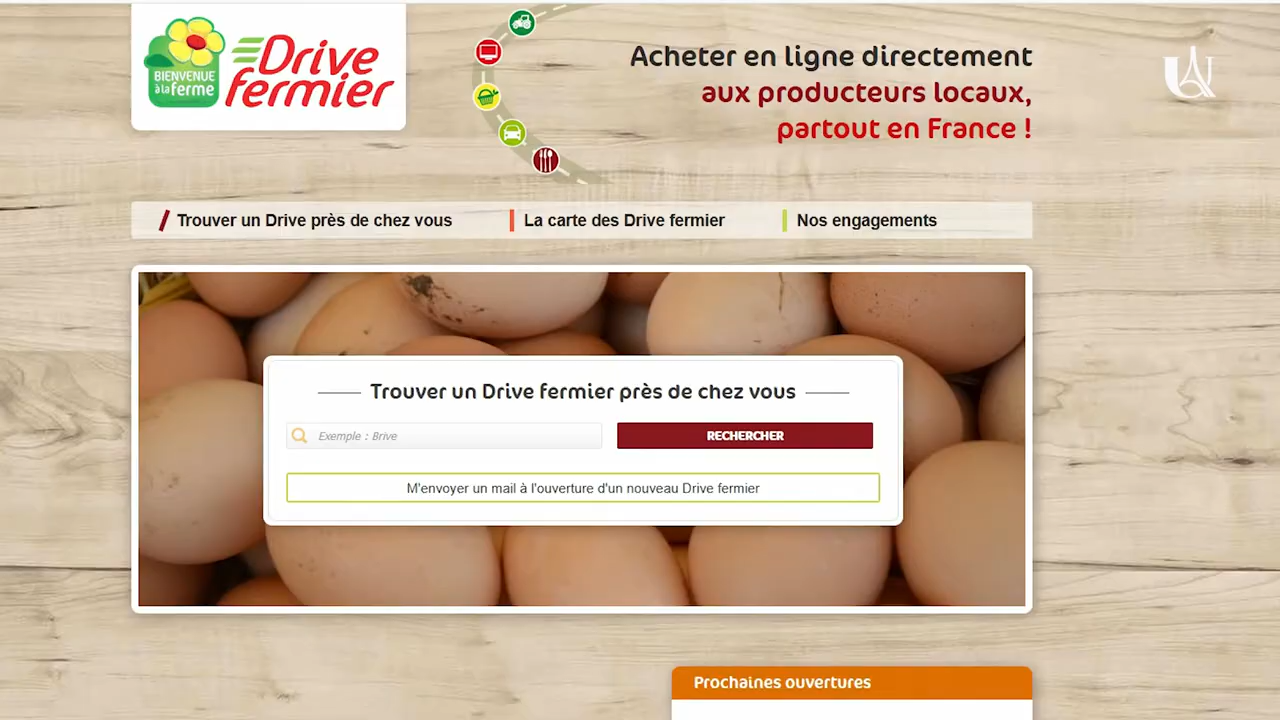 BIENVENUE
à la ferme
Drive
fermier
Acheter en ligne directement
aux producteurs locaux,
partout en France !
Trouver un Drive près de chez vous
La carte des Drive fermier
Nos engagements
Trouver un Drive fermier près de chez vous
Exemple : Brive
RECHERCHER
M'envoyer un mail à l'ouverture d'un nouveau Drive fermier
Prochaines ouvertures